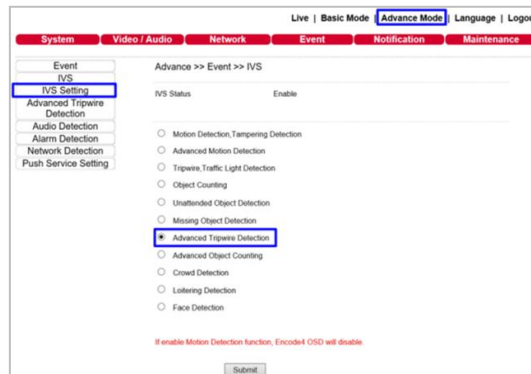 Live | Basic Mode | Advance Mode | Language | Logou
System Video / Audio Network Event Notification Maintenance
Event
IVS
IVS Setting
Advanced Tripwire
Detection
Audio Detection
Alarm Detection
Network Detection
Push Service Setting
Advance >> Event >> IVS
IVS Status Enable
Motion Detection,Tampering Detection
Advanced Motion Detection
Tripwire,Traffic Light Detection
Object Counting
Unattended Object Detection
Missing Object Detection
Advanced Tripwire Detection
Advanced Object Counting
Crowd Detection
Loitering Detection
Face Detection
If enable Motion Detection function, Encode4 OSD will disable.
Submit